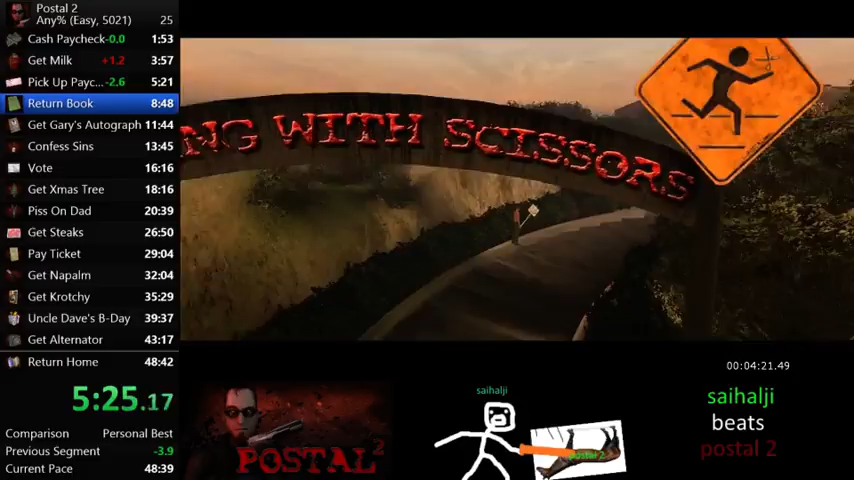 Postal 2
Any% (Easy, 5021) 25
Cash Paycheck -0.0 1:53
Get Milk +1.2 3:57
Pick Up Payc... -2.6 5:21
Return Book 8:48
Get Gary's Autograph 11:44
Confess Sins 13:45
Vote 16:16
Get Xmas Tree 18:16
Piss On Dad 20:39
Get Steaks 26:50
Pay Ticket 29:04
Get Napalm 32:04
Get Krotchy 35:29
Uncle Dave's B-Day 39:37
Get Alternator 43:17
Return Home 48:42
5:25.17
Comparison Personal Best
Previous Segment -3.9
Current Pace 48:39
NG WITH SCISSORS
00:04:21.49
POSTAL 2
saihalji
postal 2
saihalji
beats
postal 2